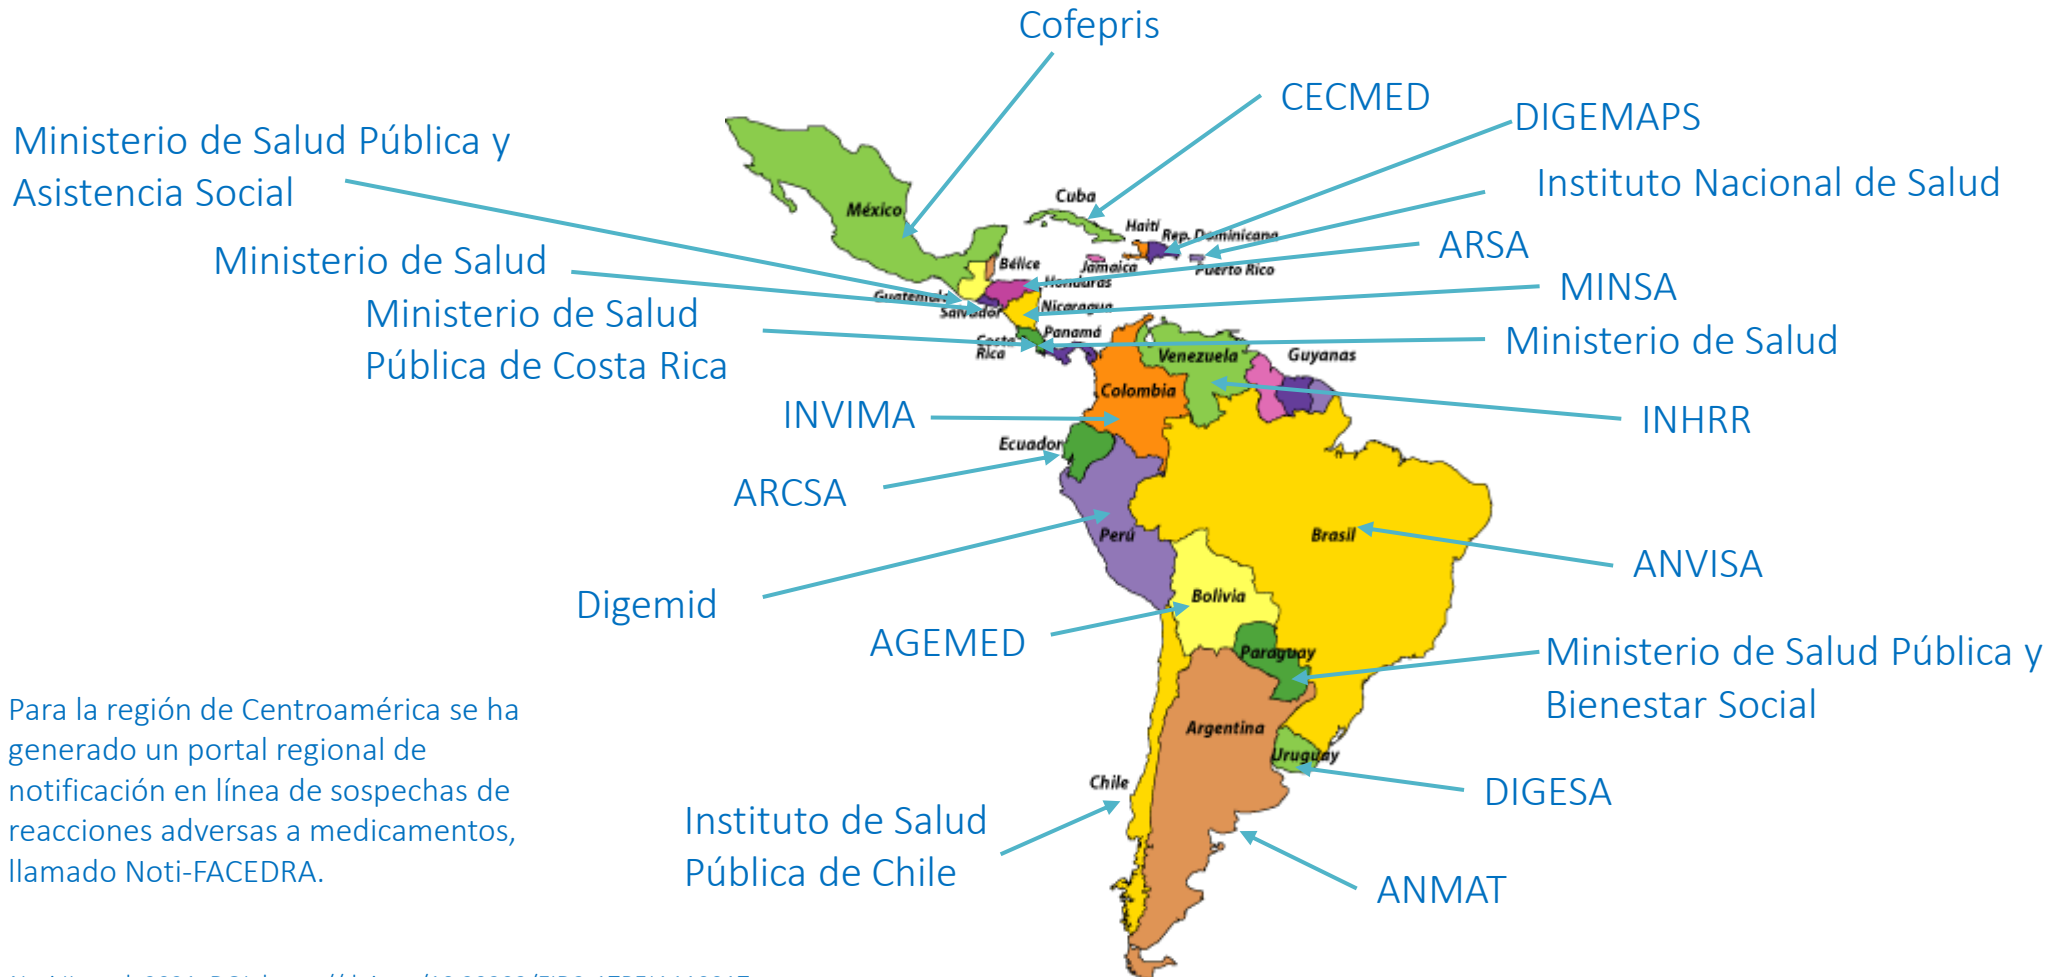 Cofepris
CECMED
DIGEMAPS
Ministerio de Salud Pública y
Asistencia Social
Instituto Nacional de Salud
Cuba
México
Haití
Rep. Dominicana
ARSA
Ministerio de Salud
Bélice
Jamaica
Puerto Rico
Honduras
MINSA
Guatemala
Salvador
Nicaragua
Ministerio de Salud
Pública de Costa Rica
Panamá
Costa
Rica
Ministerio de Salud
Venezuela
Guyanas
Colombia
INVIMA
INHRR
Ecuador
ARCSA
Perú
Brasil
ANVISA
Digemid
Bolivia
AGEMED
Paraguay
Ministerio de Salud Pública y
Bienestar Social
Para la región de Centroamérica se ha
generado un portal regional de
notificación en línea de sospechas de
reacciones adversas a medicamentos,
llamado Noti-FACEDRA.
Argentina
Uruguay
Chile
DIGESA
Instituto de Salud
Pública de Chile
ANMAT